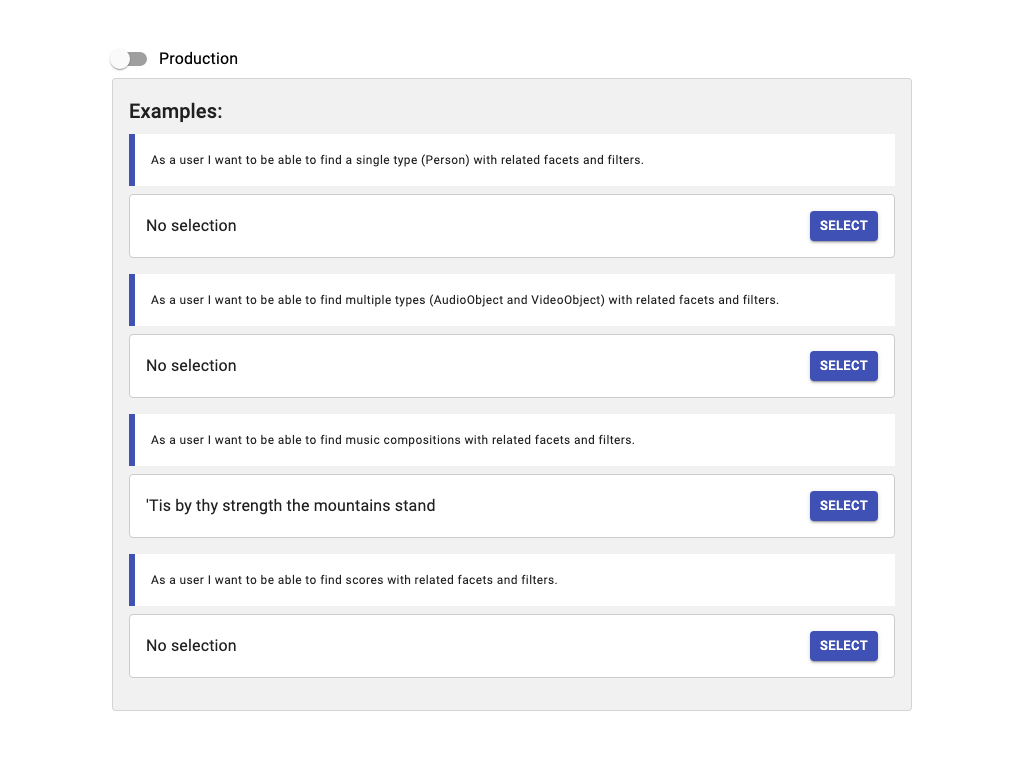 Production
Examples:
As a user I want to be able to find a single type (Person) with related facets and filters.
No selection
SELECT
As a user I want to be able to find multiple types (AudioObject and VideoObject) with related facets and filters.
No selection
SELECT
As a user I want to be able to find music compositions with related facets and filters.
'Tis by thy strength the mountains stand
SELECT
As a user I want to be able to find scores with related facets and filters.
No selection
SELECT